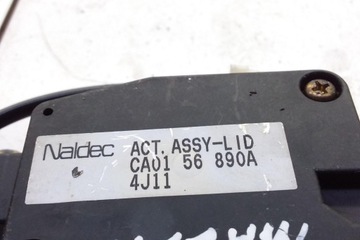 Naldec ACT. ASSY-LID
CA01 56 890A
4J11